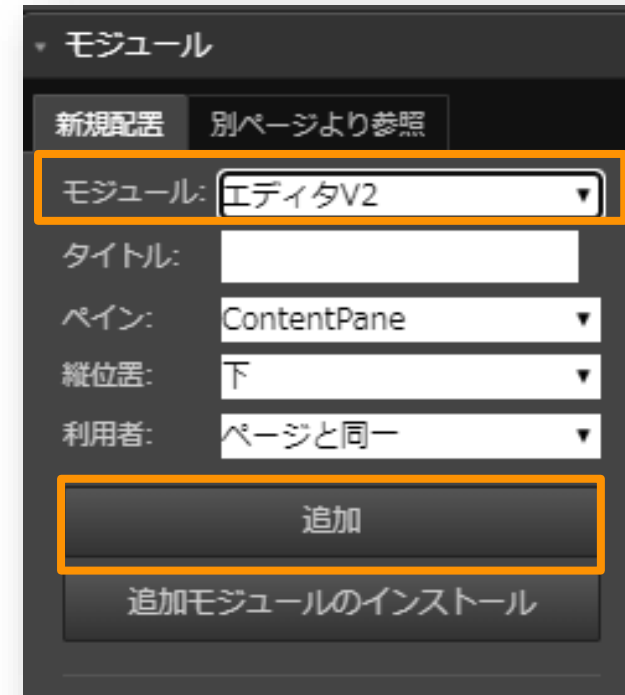 モジュール
新規配置 別ページより参照
モジュール: エディタV2
タイトル:
ペイン: ContentPane
縦位置: 下
利用者: ページと同一
追加
追加モジュールのインストール